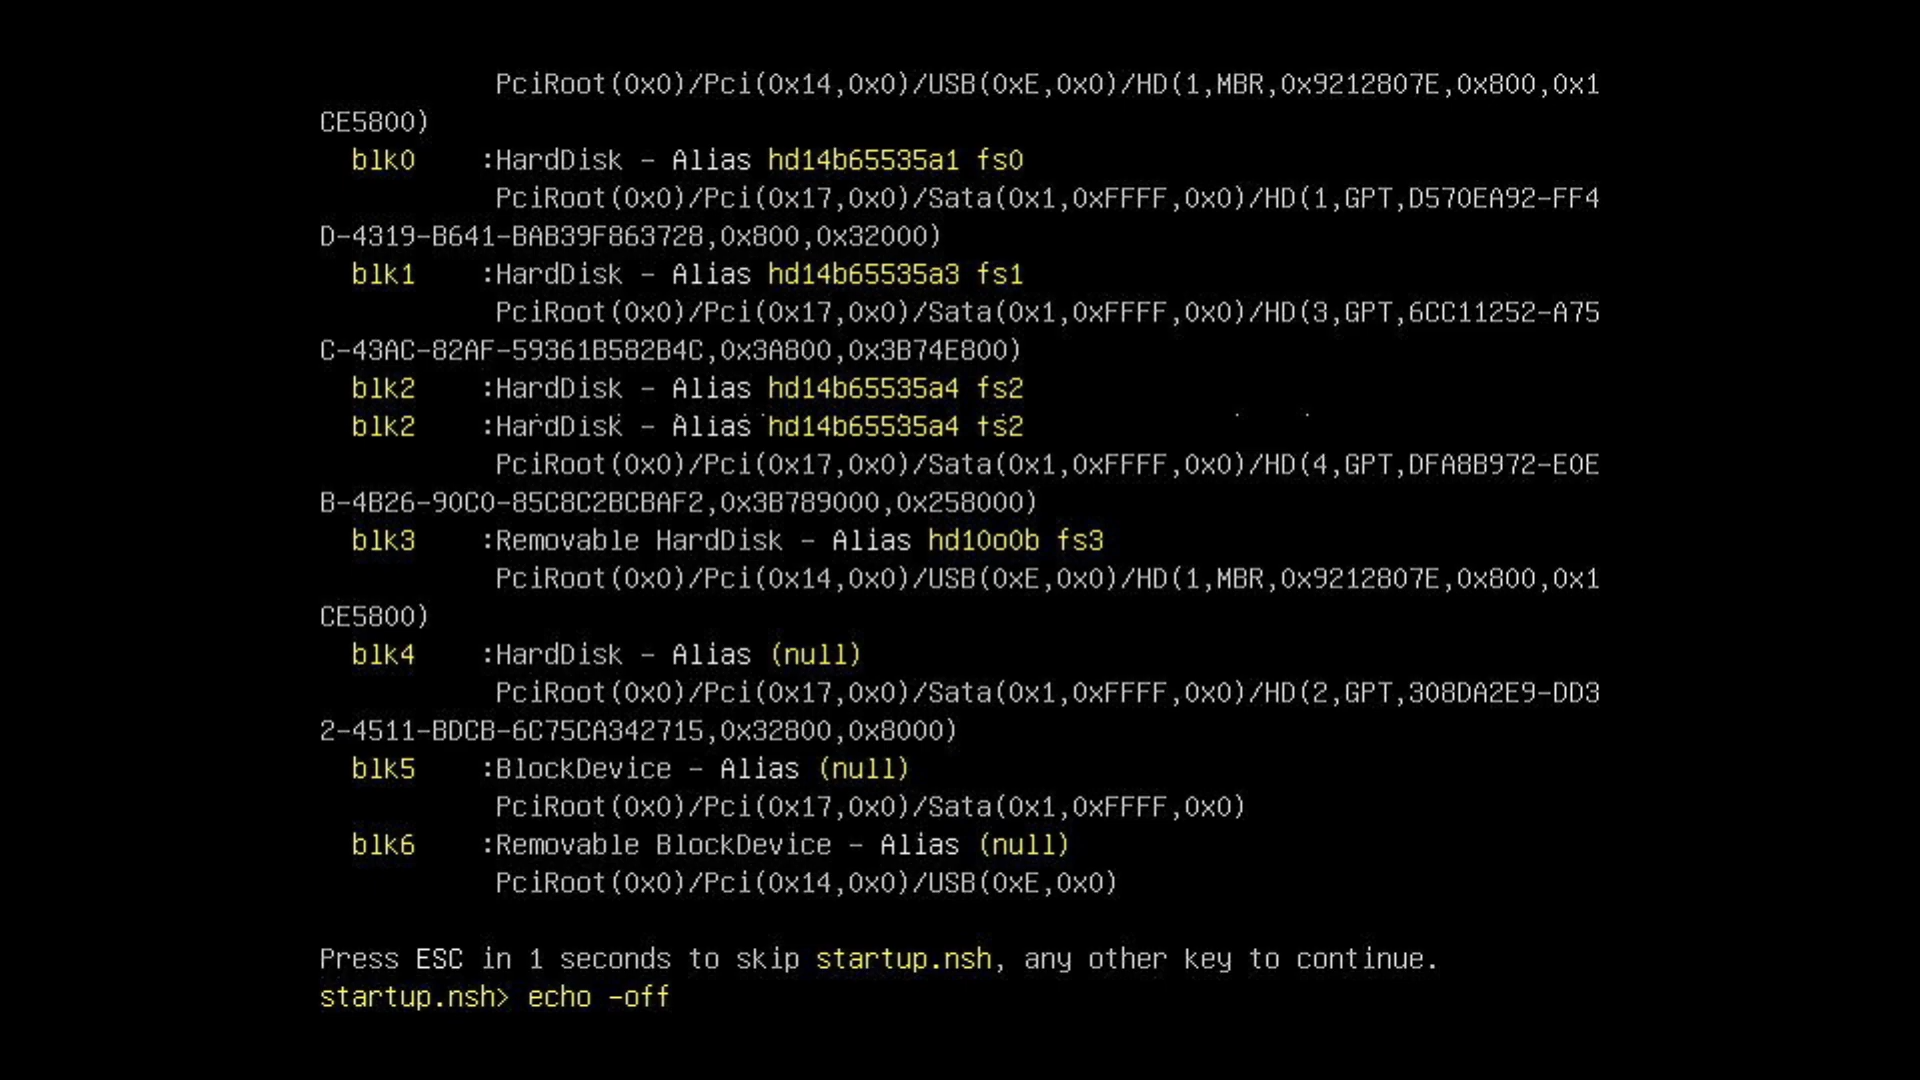 PciRoot(0x0)/Pci(0x14,0x0)/USB(0xE,0x0)/HD(1,MBR,0x9212807E,0x800,0x1
CE5800)
blk0 :HardDisk - Alias hd14b65535a1 fs0
PciRoot(0x0)/Pci(0x17,0x0)/Sata(0x1,0xFFFF,0x0)/HD(1,GPT,D570EA92-FF4
D-4319-B641-BAB39F863728,0x800,0x32000)
blk1 :HardDisk - Alias hd14b65535a3 fs1
PciRoot(0x0)/Pci(0x17,0x0)/Sata(0x1,0xFFFF,0x0)/HD(3,GPT,6CC11252-A75
C-43AC-82AF-59361B582B4C,0x3A800,0x3B74E800)
blk2 :HardDisk - Alias hd14b65535a4 fs2
blk2 :HardDisk - Alias hd14b65535a4 fs2
PciRoot(0x0)/Pci(0x17,0x0)/Sata(0x1,0xFFFF,0x0)/HD(4,GPT,DFA8B972-E0E
B-4B26-90C0-85C8C2BCBAF2,0x3B789000,0x258000)
blk3 :Removable HardDisk - Alias hd10o0b fs3
PciRoot(0x0)/Pci(0x14,0x0)/USB(0xE,0x0)/HD(1,MBR,0x9212807E,0x800,0x1
CE5800)
blk4 :HardDisk - Alias (null)
PciRoot(0x0)/Pci(0x17,0x0)/Sata(0x1,0xFFFF,0x0)/HD(2,GPT,308DA2E9-DD3
2-4511-BDCB-6C75CA342715,0x32800,0x8000)
blk5 :BlockDevice - Alias (null)
PciRoot(0x0)/Pci(0x17,0x0)/Sata(0x1,0xFFFF,0x0)
blk6 :Removable BlockDevice - Alias (null)
PciRoot(0x0)/Pci(0x14,0x0)/USB(0xE,0x0)
Press ESC in 1 seconds to skip startup.nsh, any other key to continue.
startup.nsh> echo -off